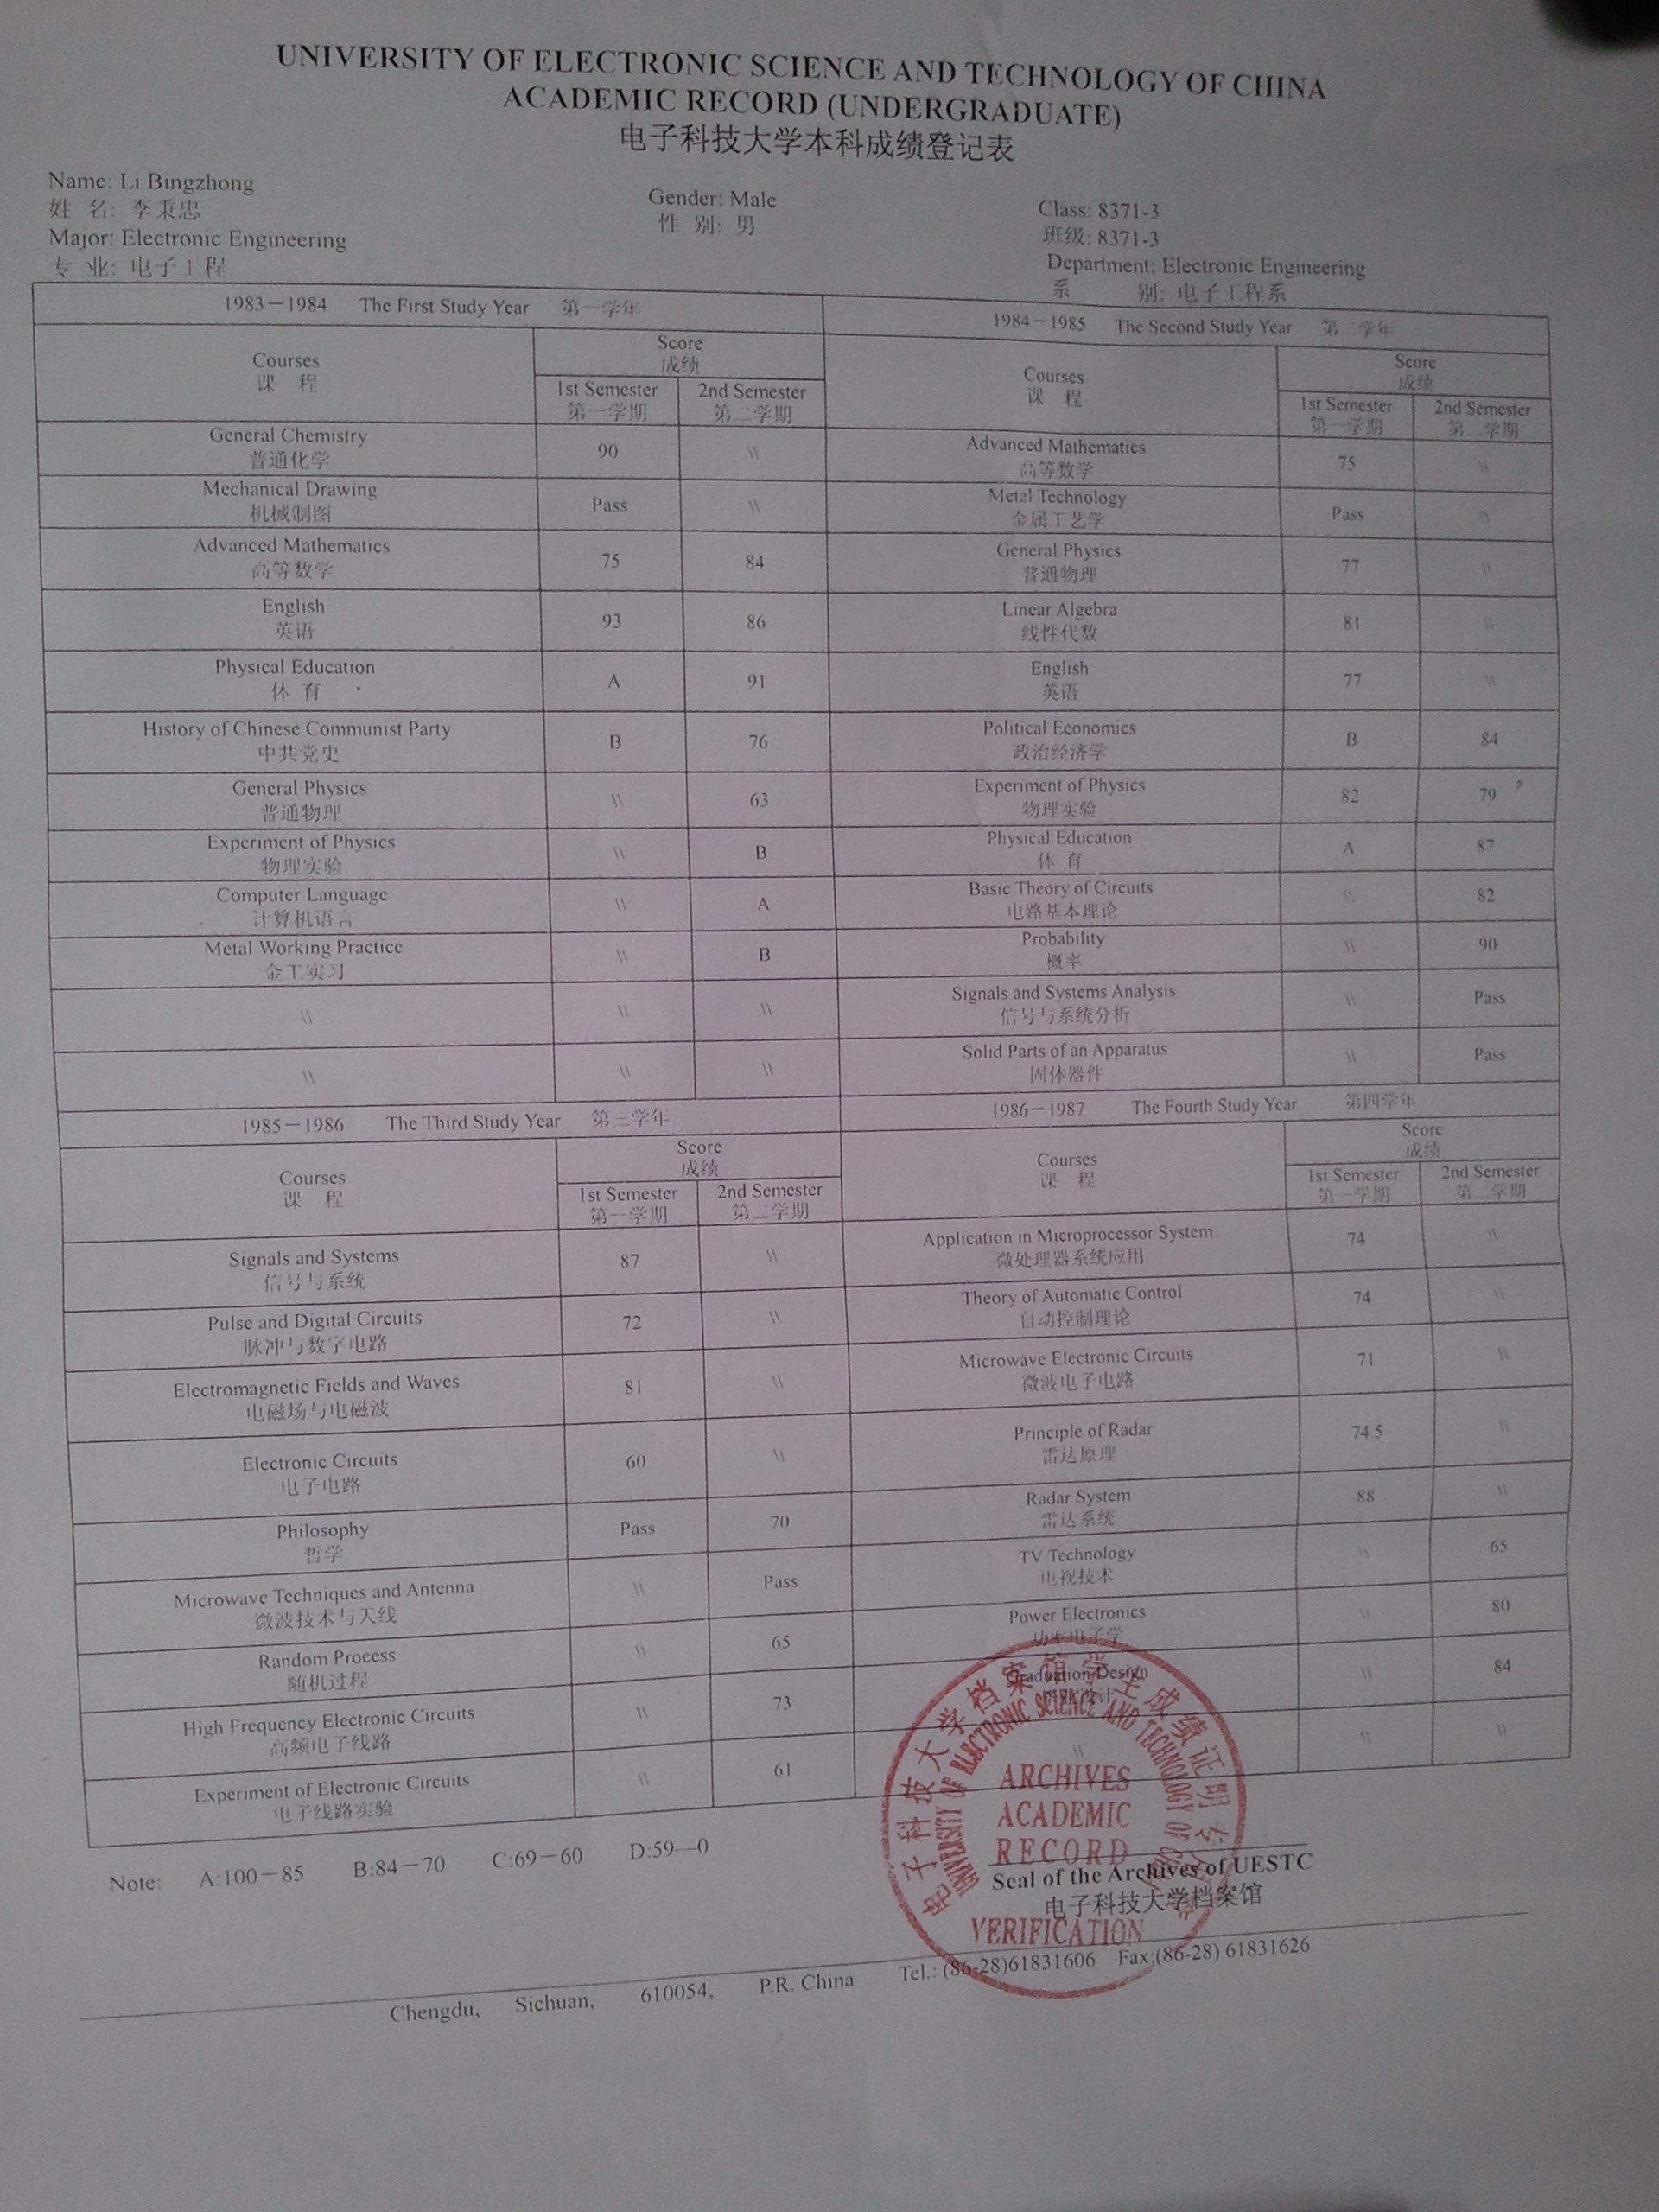 UNIVERSITY OF ELECTRONIC SCIENCE AND TECHNOLOGY OF CHINA
ACADEMIC RECORD (UNDERGRADUATE)
电子科技大学本科成绩登记表
Name: Li Bingzhong Gender: Male Class: 8371-3
姓 名: 李秉忠 性 别: 男 班级: 8371-3
Major: Electronic Engineering Department: Electronic Engineering
专 业: 电子工程 系 别: 电子工程系
1983－1984 The First Study Year 第一学年 1984－1985 The Second Study Year 第二学年
Courses 课 程 Score 成绩 Courses 课 程 Score 成绩
1st Semester 第一学期 2nd Semester 第二学期 1st Semester 第一学期 2nd Semester 第二学期
General Chemistry 90 \\ Advanced Mathematics 75 \\
普通化学 高等数学
Mechanical Drawing Pass \\ Metal Technology Pass \\
机械制图 金属工艺学
Advanced Mathematics 75 84 General Physics 77 \\
高等数学 普通物理
English 93 86 Linear Algebra 81 \\
英语 线性代数
Physical Education A 91 English 77 \\
体 育 英语
History of Chinese Communist Party B 76 Political Economics B 84
中共党史 政治经济学
General Physics \\ 63 Experiment of Physics 82 79
普通物理 物理实验
Experiment of Physics \\ B Physical Education A 87
物理实验 体 育
Computer Language \\ A Basic Theory of Circuits \\ 82
计算机语言 电路基本理论
Metal Working Practice \\ B Probability \\ 90
金工实习 概率
\\ \\ \\ Signals and Systems Analysis \\ Pass
信号与系统分析
\\ \\ \\ Solid Parts of an Apparatus \\ Pass
固体器件
1985－1986 The Third Study Year 第三学年 1986－1987 The Fourth Study Year 第四学年
Courses 课 程 Score 成绩 Courses 课 程 Score 成绩
1st Semester 第一学期 2nd Semester 第二学期 1st Semester 第一学期 2nd Semester 第二学期
Signals and Systems 87 \\ Application in Microprocessor System 74 \\
信号与系统 微处理器系统应用
Pulse and Digital Circuits 72 \\ Theory of Automatic Control 74 \\
脉冲与数字电路 自动控制理论
Electromagnetic Fields and Waves 81 \\ Microwave Electronic Circuits 71 \\
电磁场与电磁波 微波电子电路
Electronic Circuits 60 \\ Principle of Radar 74.5 \\
电子电路 雷达原理
Philosophy Pass 70 Radar System 88 \\
哲学 雷达系统
Microwave Techniques and Antenna \\ Pass TV Technology \\ 65
微波技术与天线 电视技术
Random Process \\ 65 Power Electronics \\ 80
随机过程 功率电子学
High Frequency Electronic Circuits \\ 73 Graduation Design \\ 84
高频电子线路
Experiment of Electronic Circuits \\ 61 \\ \\ \\
电子线路实验
Note: A:100－85 B:84－70 C:69－60 D:59－0
Seal of the Archives of UESTC
电子科技大学档案馆
电子科技大学档案馆学生成绩证明专
UNIVERSITY OF ELECTRONIC SCIENCE AND TECHNOLOGY OF CHINA
ARCHIVES
ACADEMIC
RECORD
VERIFICATION
Chengdu, Sichuan, 610054, P.R. China Tel.: (86-28)61831606 Fax:(86-28) 61831626